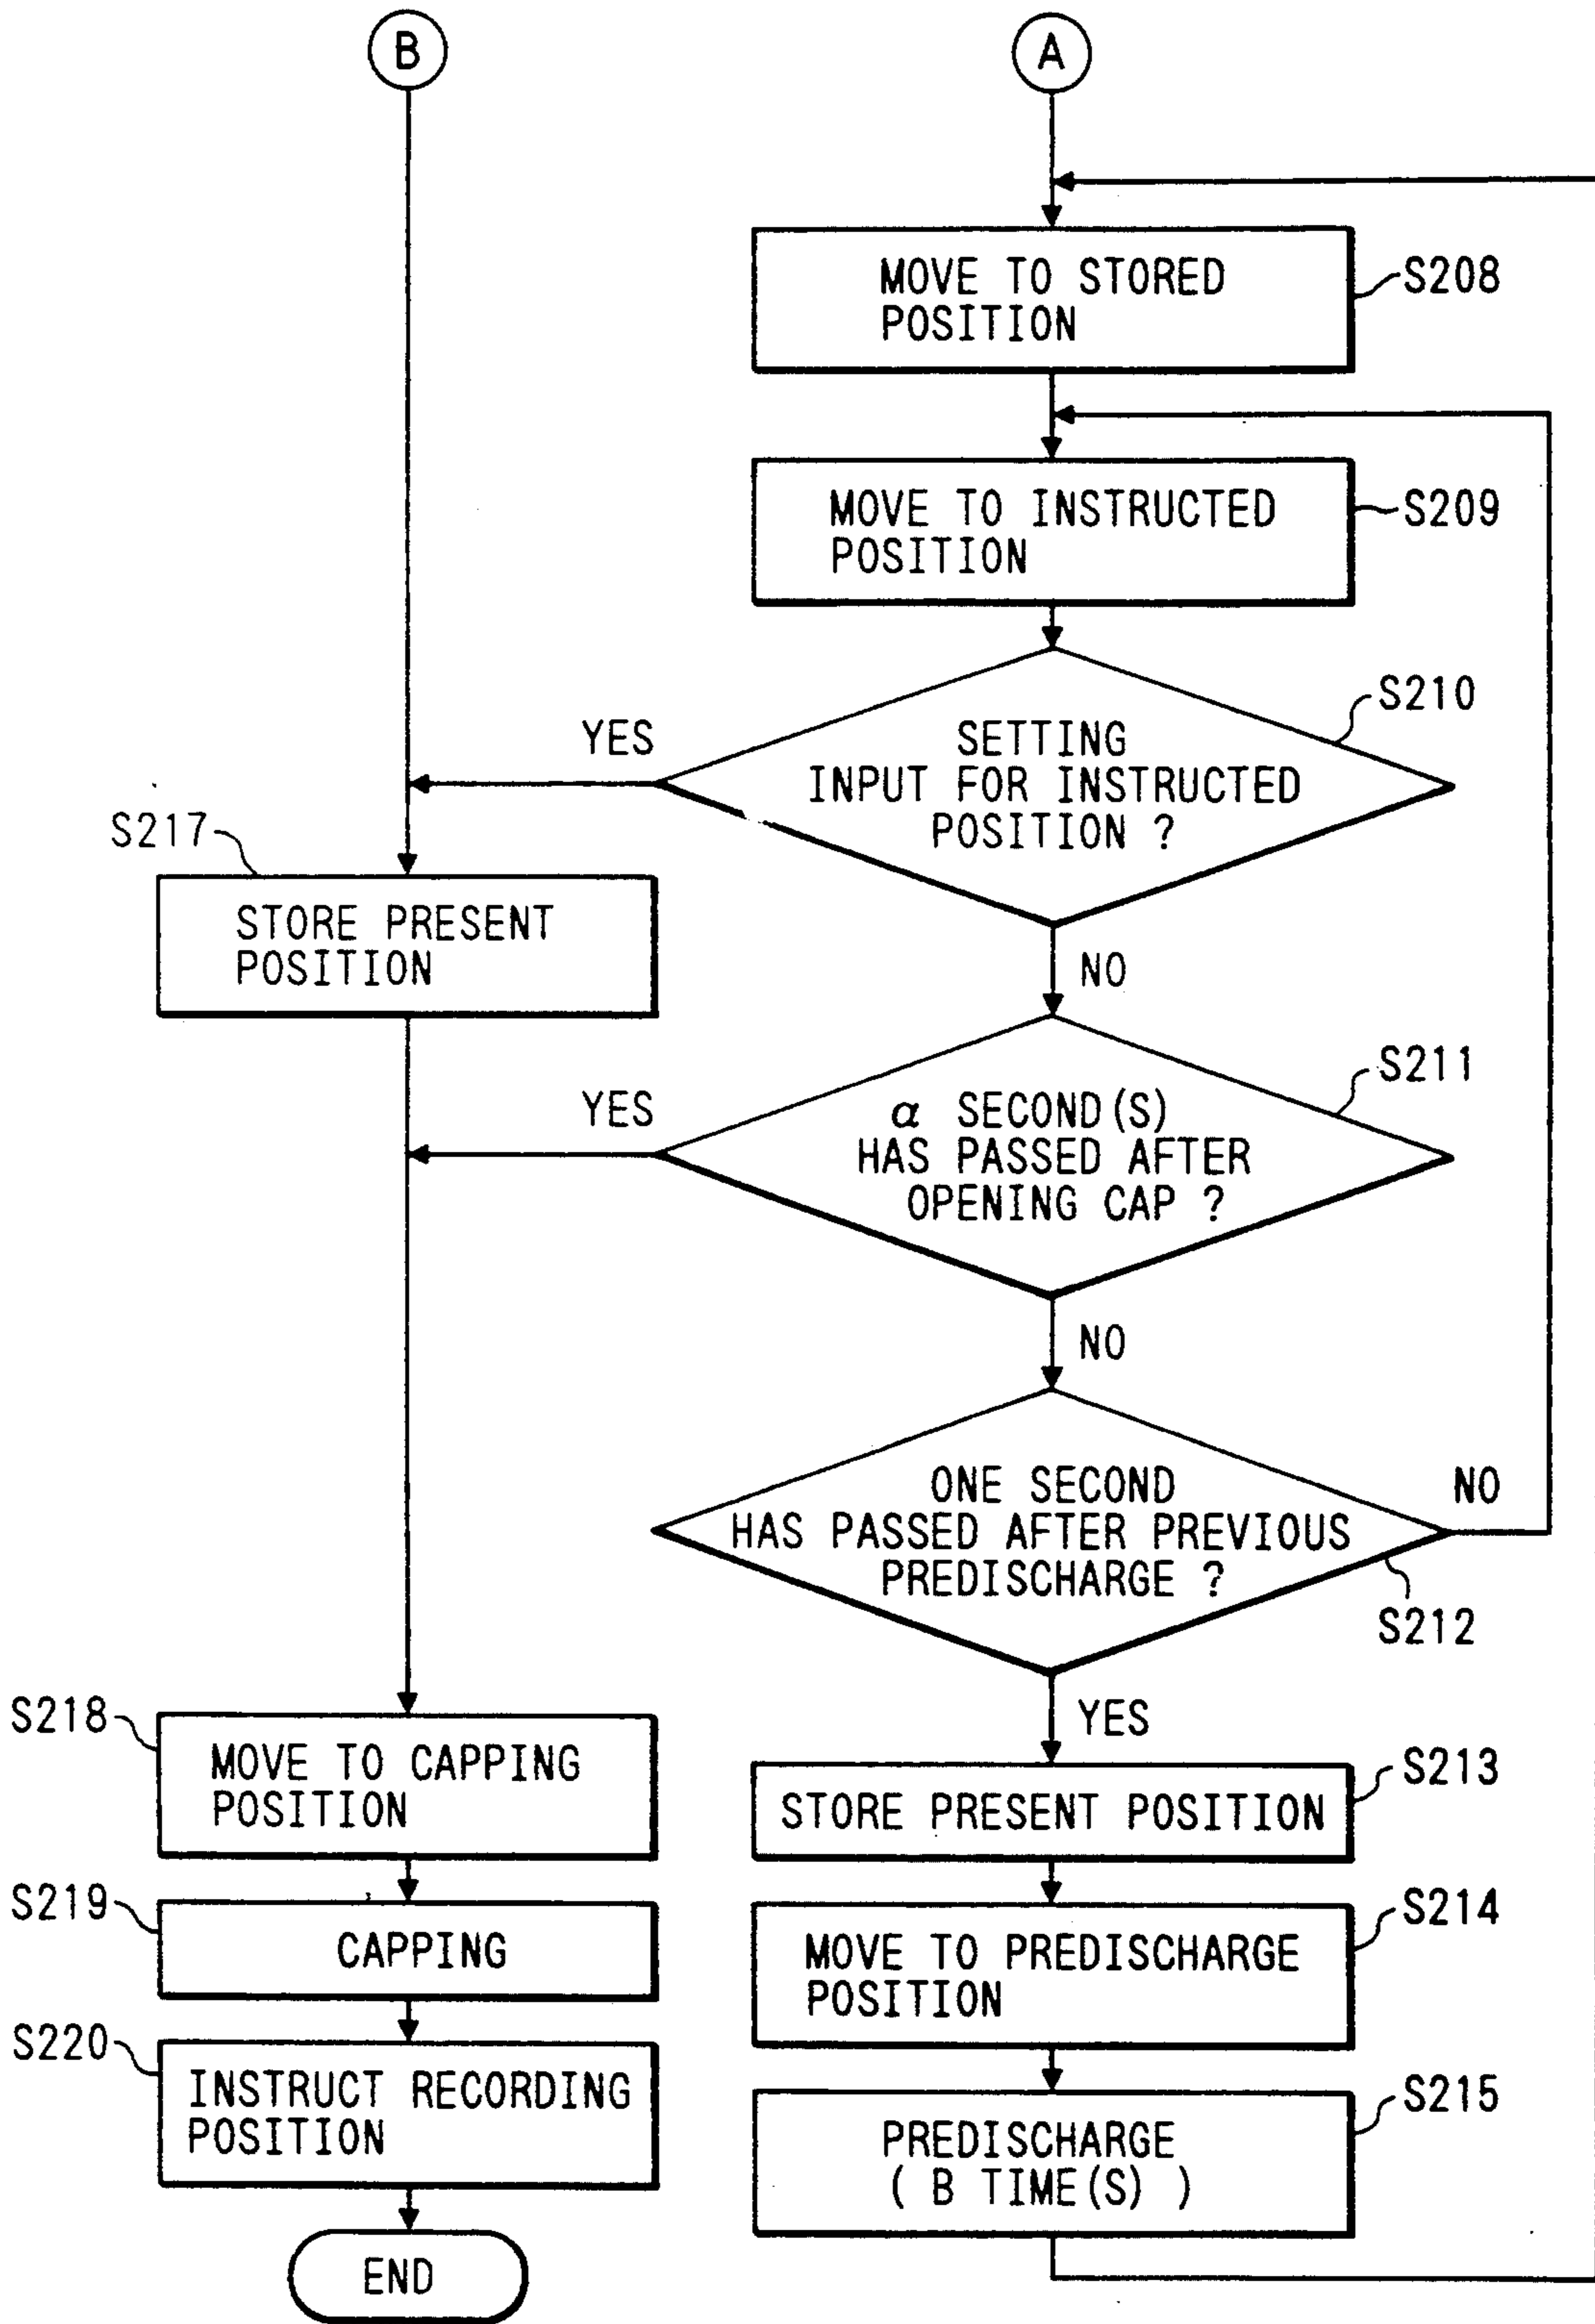 B
A
MOVE TO STORED
POSITION
S208
MOVE TO INSTRUCTED
POSITION
S209
SETTING
INPUT FOR INSTRUCTED
POSITION ?
S210
YES
NO
S217
STORE PRESENT
POSITION
α SECOND(S)
HAS PASSED AFTER
OPENING CAP ?
S211
YES
NO
ONE SECOND
HAS PASSED AFTER PREVIOUS
PREDISCHARGE ?
NO
S212
YES
S218
MOVE TO CAPPING
POSITION
S213
STORE PRESENT POSITION
S219
CAPPING
S214
MOVE TO PREDISCHARGE
POSITION
S220
INSTRUCT RECORDING
POSITION
S215
PREDISCHARGE
( B TIME(S) )
END